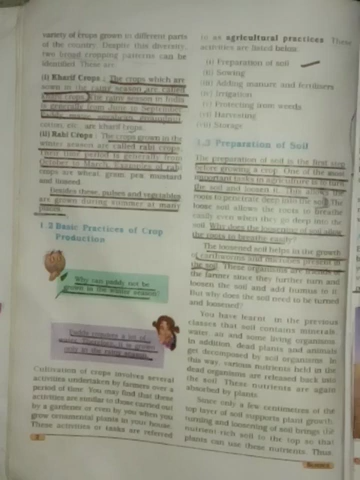 variety of crops grown in different parts
of the country. Despite this diversity,
two broad cropping patterns can be
identified. These are:
(i) Kharif Crops : The crops which are
sown in the rainy season are called
kharif crops. The rainy season in India
is generally from June to September.
cotton, etc., are kharif crops.
(ii) Rabi Crops : The crops grown in the
winter season are called rabi crops.
Their time period is generally from
October to March. Examples of rabi
crops are wheat, gram, pea, mustard
and linseed.
Besides these, pulses and vegetables
are grown during summer at many
places.
1.2 Basic Practices of Crop
Production
Why can paddy not be
grown in the winter season?
Paddy requires a lot of
water. Therefore, it is grown
only in the rainy season.
Cultivation of crops involves several
activities undertaken by farmers over a
period of time. You may find that these
activities are similar to those carried out
by a gardener or even by you when you
grow ornamental plants in your house.
These activities or tasks are referred
to as agricultural practices. These
activities are listed below.
(i) Preparation of soil
(ii) Sowing
(iii) Adding manure and fertilisers
(iv) Irrigation
(v) Protecting from weeds
(vi) Harvesting
(vii) Storage
1.3 Preparation of Soil
The preparation of soil is the first step
before growing a crop. One of the most
important tasks in agriculture is to turn
the soil and loosen it. This allows the
roots to penetrate deep into the soil. The
loose soil allows the roots to breathe
easily even when they go deep into the
soil. Why does the loosening of soil allow
the roots to breathe easily?
The loosened soil helps in the growth
of earthworms and microbes present in
the soil. These organisms are friends of
the farmer since they further turn and
loosen the soil and add humus to it.
But why does the soil need to be turned
and loosened?
You have learnt in the previous
classes that soil contains minerals,
water, air and some living organisms.
In addition, dead plants and animals
get decomposed by soil organisms. In
this way, various nutrients held in the
dead organisms are released back into
the soil. These nutrients are again
absorbed by plants.
Since only a few centimetres of the
top layer of soil supports plant growth,
turning and loosening of soil brings the
nutrient-rich soil to the top so that
plants can use these nutrients. Thus,
2
Science